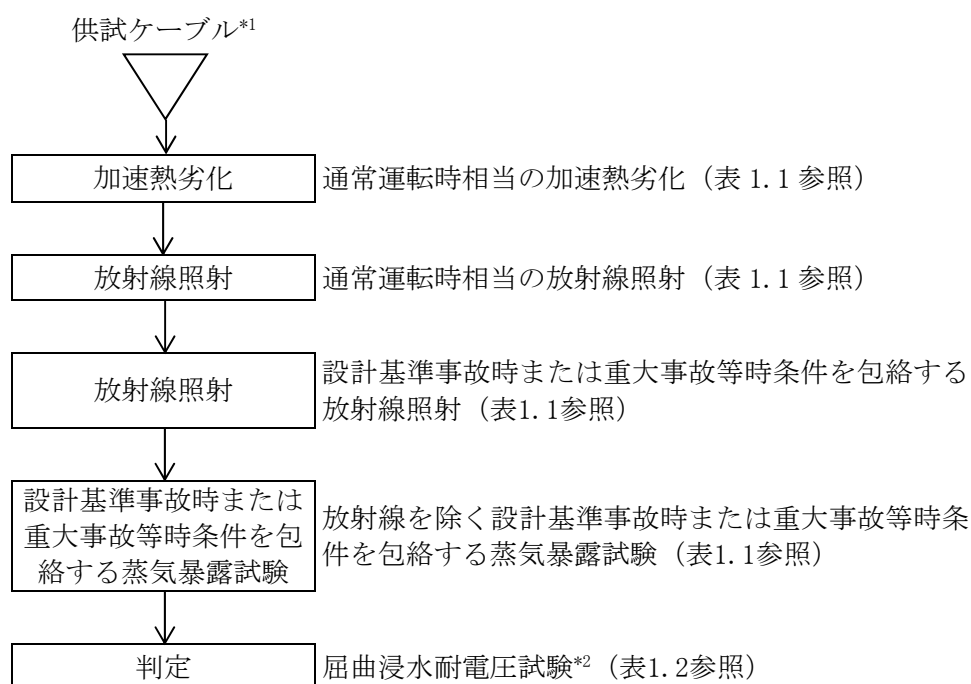 供試ケーブル*1
加速熱劣化
通常運転時相当の加速熱劣化（表 1.1 参照）
放射線照射
通常運転時相当の放射線照射（表 1.1 参照）
放射線照射
設計基準事故時または重大事故等時条件を包絡する
放射線照射（表1.1参照）
設計基準事故時または
重大事故等時条件を包
絡する蒸気暴露試験
放射線を除く設計基準事故時または重大事故等時条
件を包絡する蒸気暴露試験（表1.1参照）
判定
屈曲浸水耐電圧試験*2（表1.2参照）